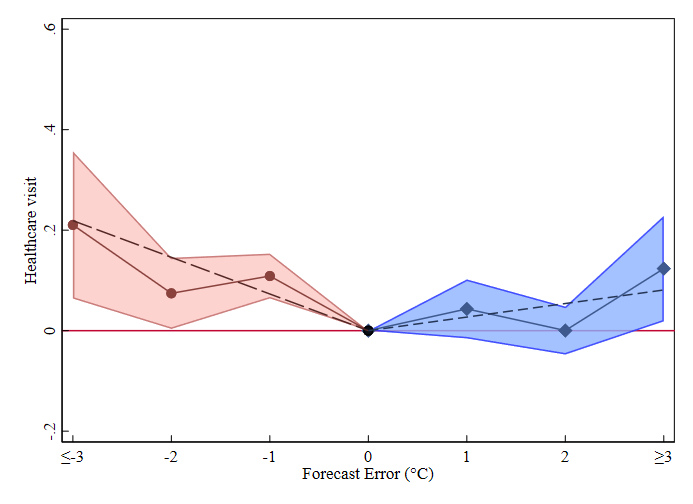 Healthcare visit
.6
.4
.2
0
-.2
≤-3 -2 -1 0 1 2 ≥3
Forecast Error (°C)